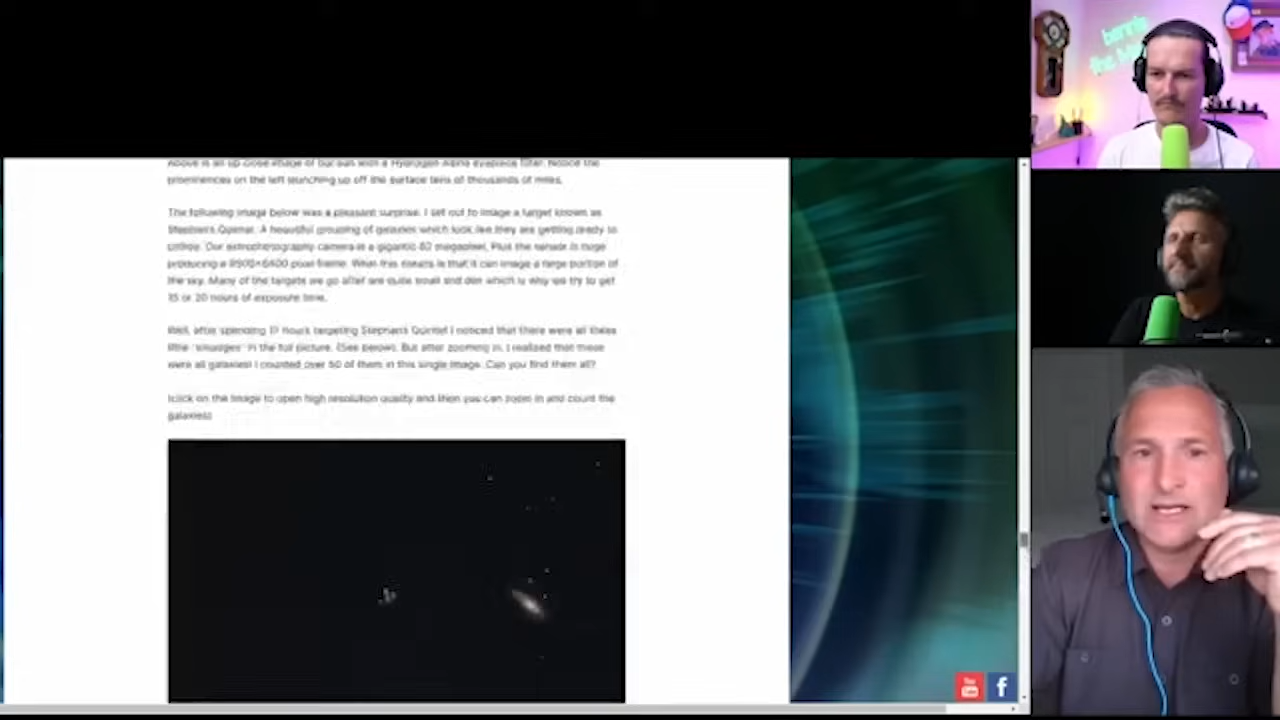 Above is an up close image of our sun with a Hydrogen Alpha eyepiece filter. Notice the
prominences on the left launching up off the surface tens of thousands of miles.
The following image below was a pleasant surprise. I set out to image a target known as
Stephan's Quintet. A beautiful grouping of galaxies which look like they are getting ready to
collide. Our astrophotography camera is a gigantic 62 megapixel. Plus the sensor is huge
producing a pixel frame. What this means is that it can image a large portion of
the sky. Many of the targets we go after are quite small and dim which is why we try to get
15 or 20 hours of exposure time.
Well, after spending hours targeting Stephan's Quintet I noticed that there were all these
little "smudges" in the full picture. (See below). But after zooming in, I realized that these
were all galaxies! I counted over 50 of them in this single image. Can you find them all?
(click on the image to open high resolution quality and then you can zoom in and count the
galaxies)
You
f